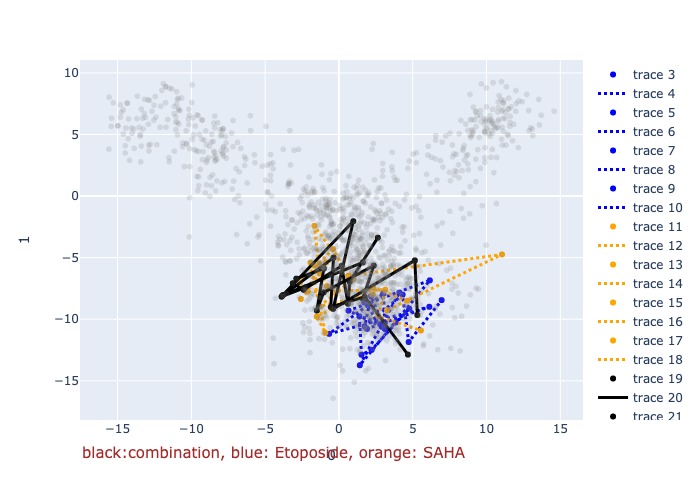 10
5
0
−5
−10
−15
1
−15
−10
−5
0
5
10
15
0
black:combination, blue: Etoposide, orange: SAHA
trace 3
trace 4
trace 5
trace 6
trace 7
trace 8
trace 9
trace 10
trace 11
trace 12
trace 13
trace 14
trace 15
trace 16
trace 17
trace 18
trace 19
trace 20
trace 21